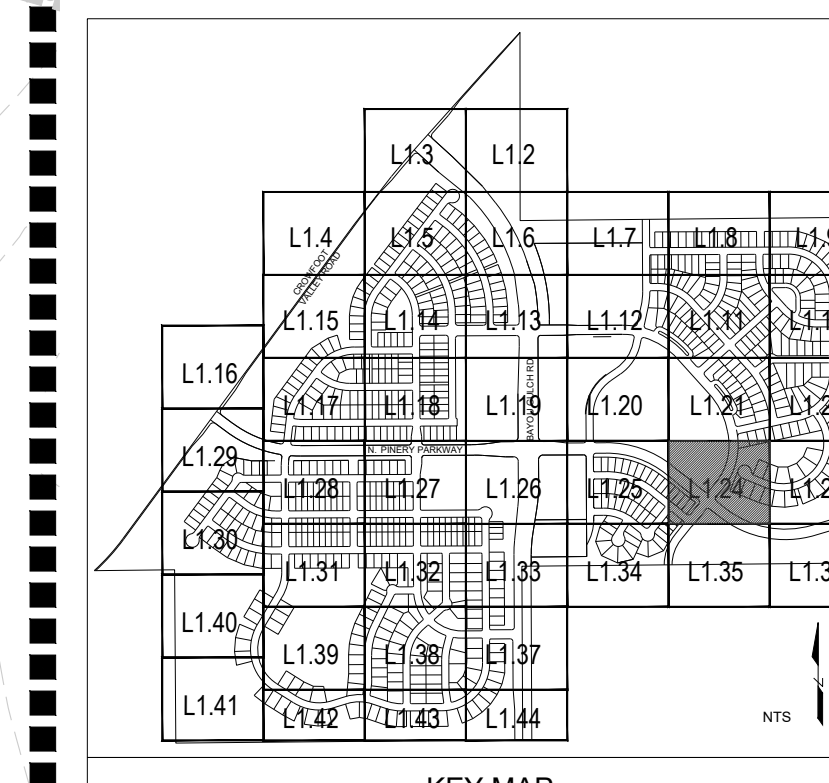 L1.3
L1.2
L1.4
L1.5
L1.6
L1.7
L1.8
CROWFOOT
VALLEY ROAD
L1.15
L1.14
L1.13
L1.12
L1.11
L1.16
L1.17
L1.18
L1.19
L1.20
L1.21
BAYOU GULCH RD
N. PINERY PARKWAY
L1.29
L1.28
L1.27
L1.26
L1.25
L1.24
L1.30
L1.31
L1.32
L1.33
L1.34
L1.35
L1.40
L1.39
L1.38
L1.37
L1.41
L1.42
L1.43
L1.44
NTS
KEY MAP